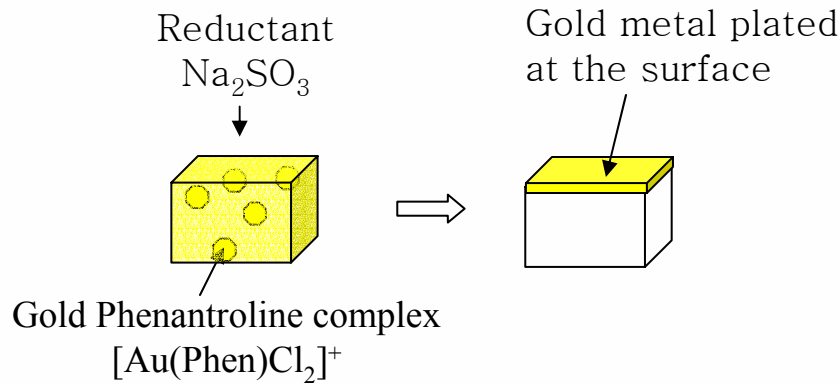 Reductant
Na₂SO₃
Gold metal plated
at the surface
Gold Phenantroline complex
[Au(Phen)Cl₂]⁺